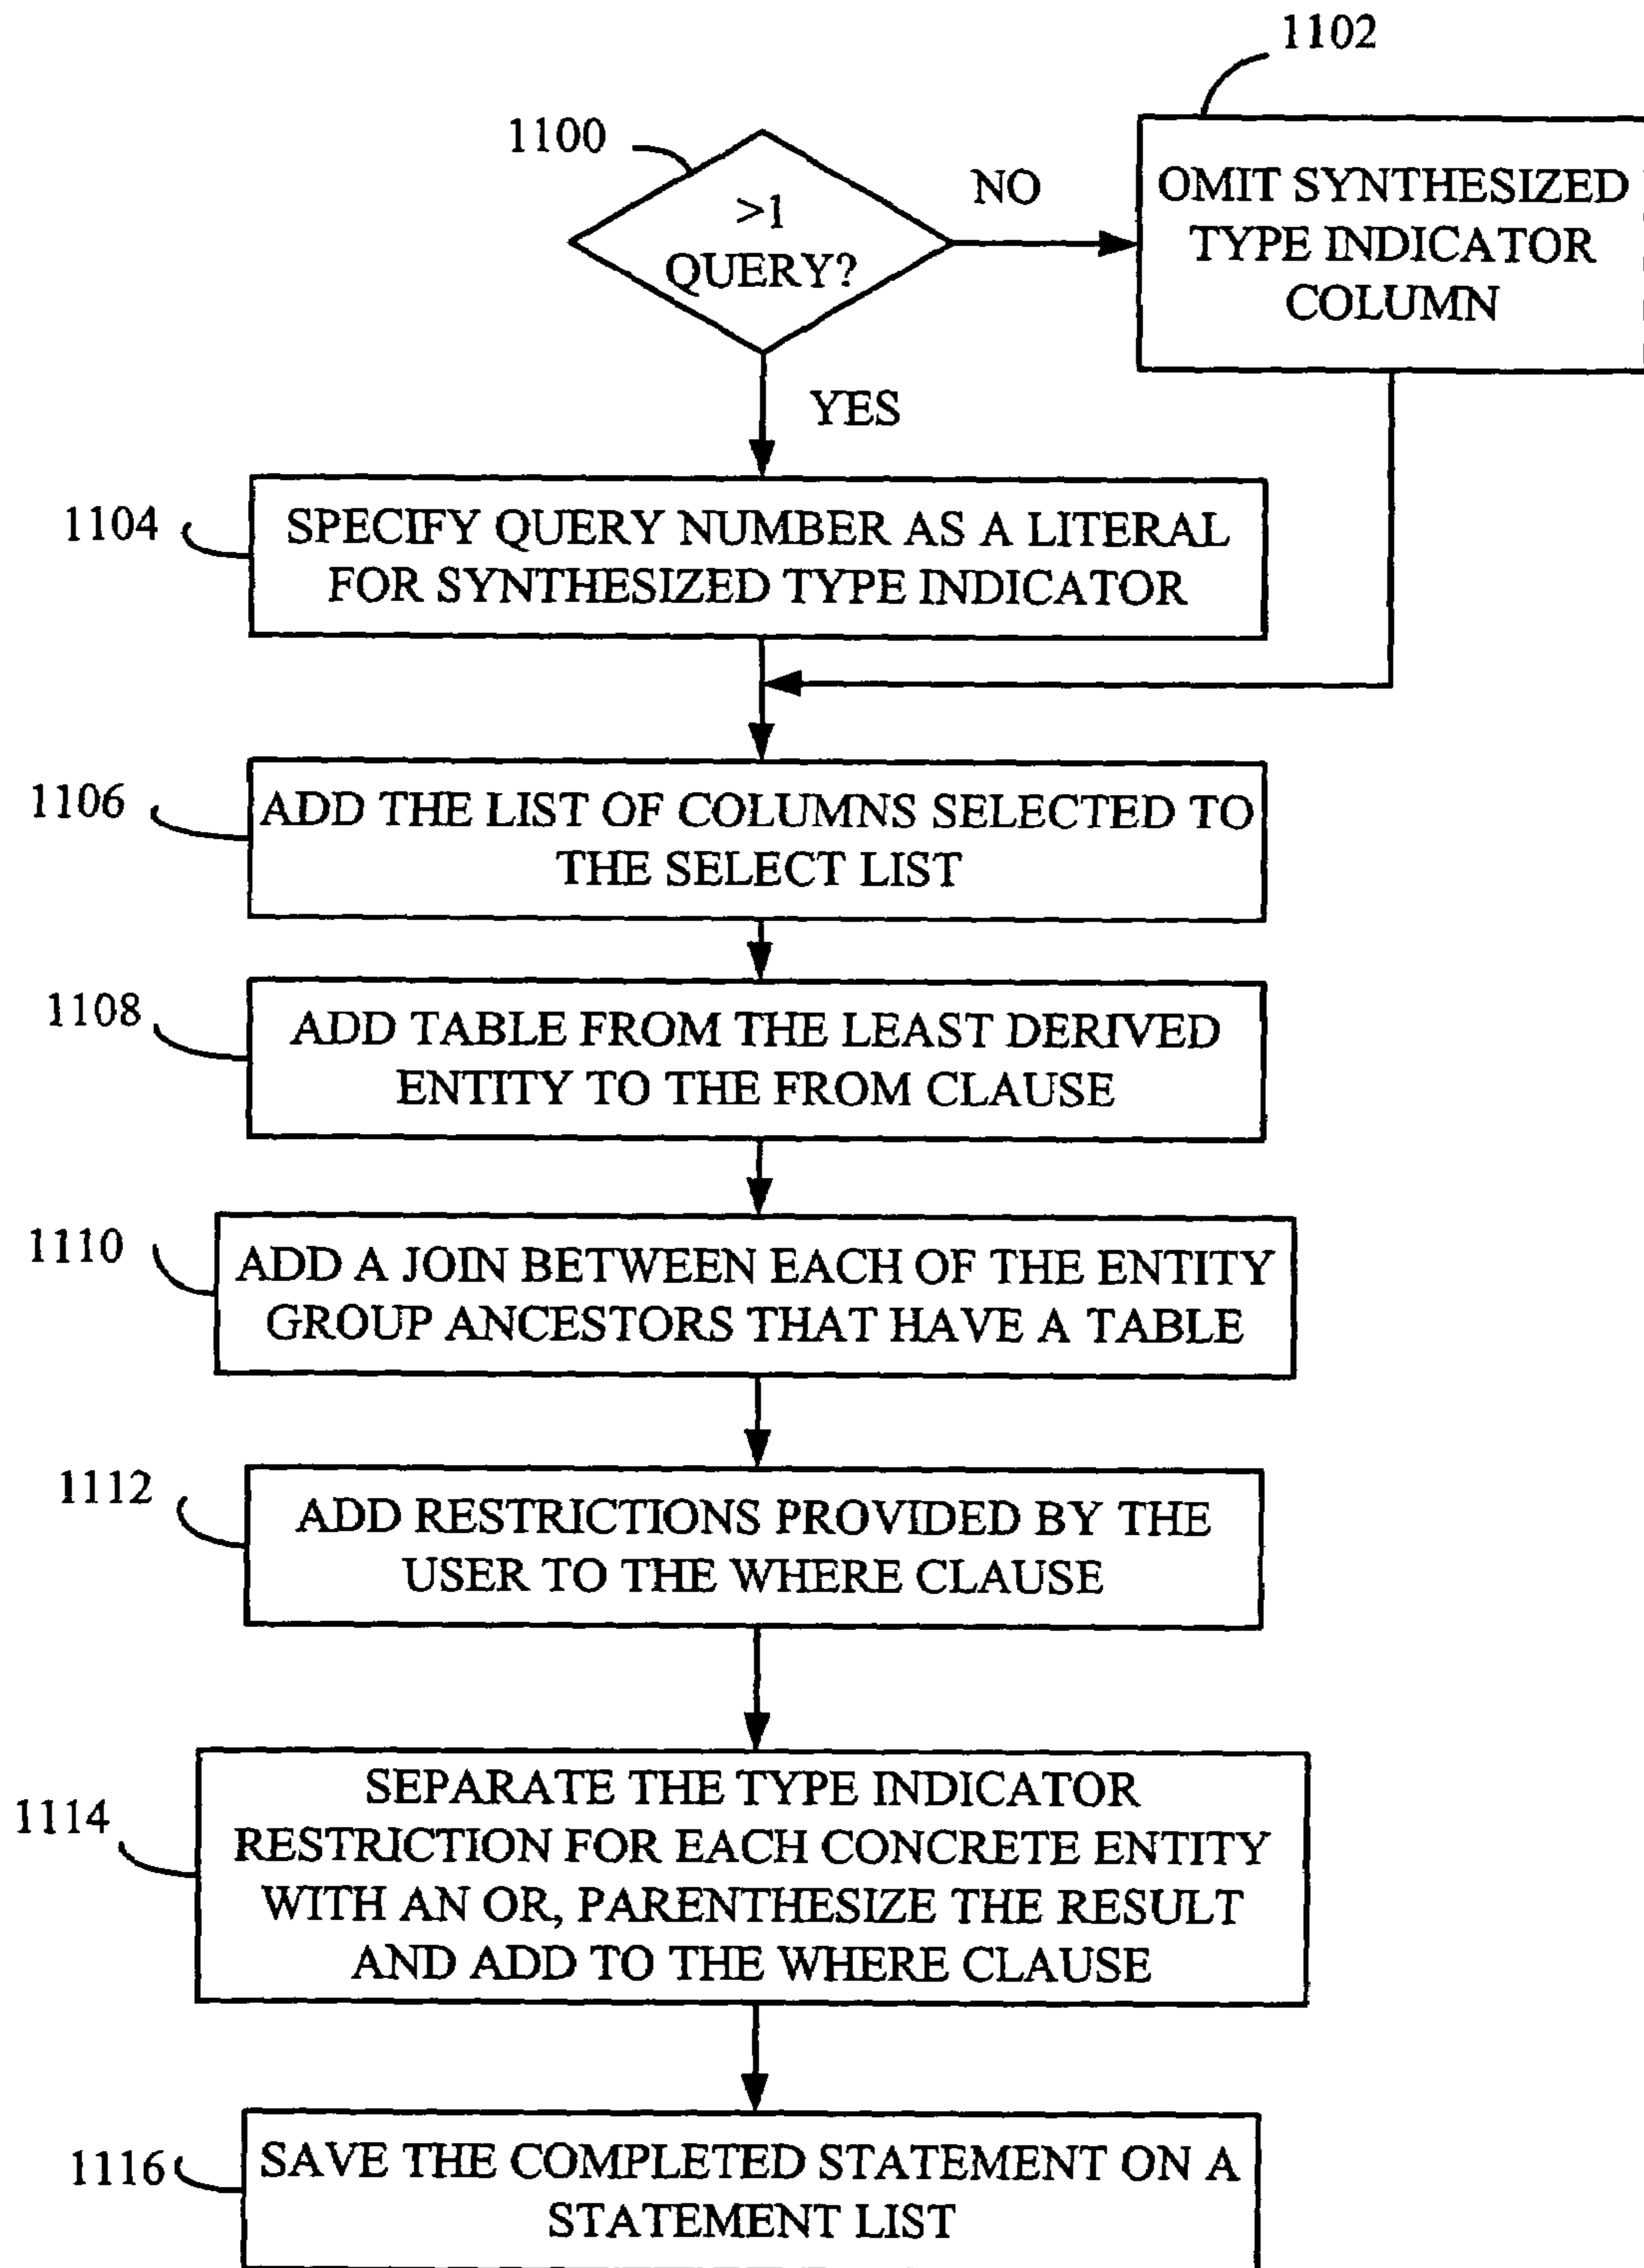 1102
1100
>1
QUERY?
NO
OMIT SYNTHESIZED
TYPE INDICATOR
COLUMN
YES
1104
SPECIFY QUERY NUMBER AS A LITERAL
FOR SYNTHESIZED TYPE INDICATOR
1106
ADD THE LIST OF COLUMNS SELECTED TO
THE SELECT LIST
1108
ADD TABLE FROM THE LEAST DERIVED
ENTITY TO THE FROM CLAUSE
1110
ADD A JOIN BETWEEN EACH OF THE ENTITY
GROUP ANCESTORS THAT HAVE A TABLE
1112
ADD RESTRICTIONS PROVIDED BY THE
USER TO THE WHERE CLAUSE
1114
SEPARATE THE TYPE INDICATOR
RESTRICTION FOR EACH CONCRETE ENTITY
WITH AN OR, PARENTHESIZE THE RESULT
AND ADD TO THE WHERE CLAUSE
1116
SAVE THE COMPLETED STATEMENT ON A
STATEMENT LIST